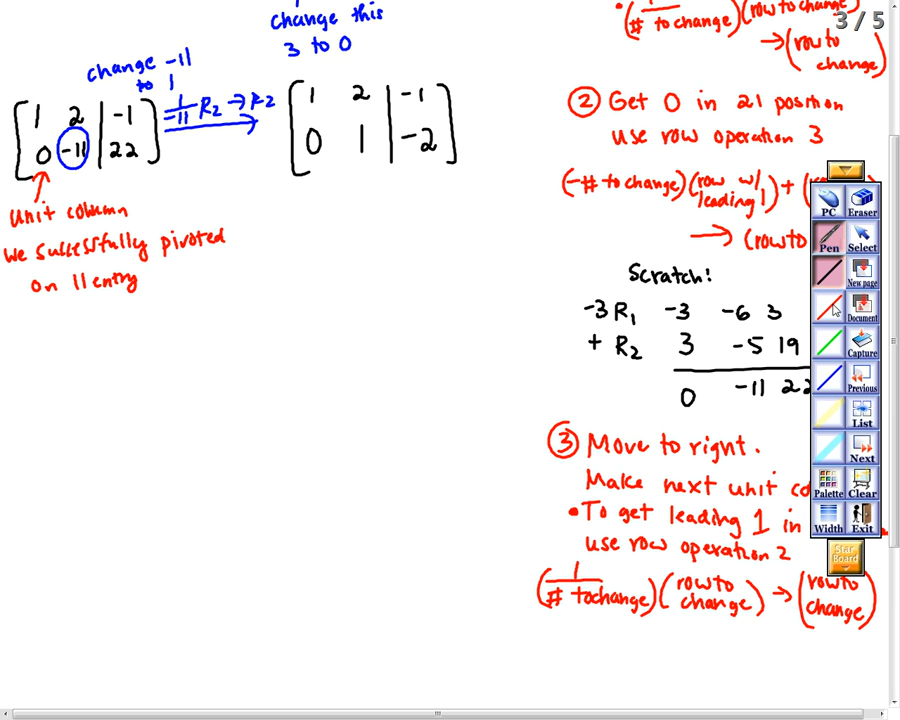 change this
3 to 0
change -11
to 1
[ 1 2 | -1 ]
[ 0 -11 | 22 ]
1/-11 R2 → R2
[ 1 2 | -1 ]
[ 0 1 | -2 ]
Unit column
We successfully pivoted
on 11 entry
• (1/# to change)(row to change)
→ (row to
change)
3 / 5
② Get 0 in 21 position
use row operation 3
(-# to change)(row w/
leading 1) + (
→ (row to
Scratch!
-3 R1 -3 -6 3
+ R2 3 -5 19
0 -11 22
③ Move to right.
Make next unit co
• To get leading 1 in
use row operation 2
(1/# to change)(row to
change) → (row to
change)
PC Eraser
Pen Select
New page
Document
Capture
Previous
List
Next
Palette Clear
Width Exit
Star
Board